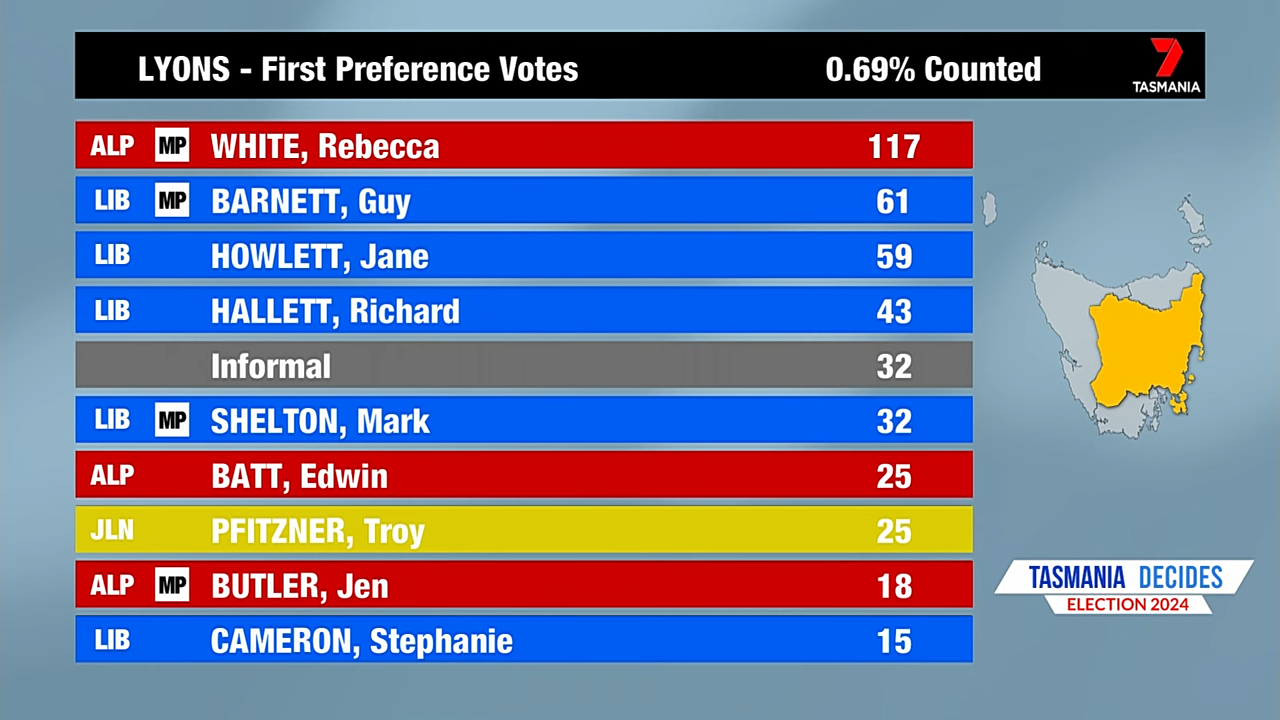 LYONS - First Preference Votes 0.69% Counted
7 TASMANIA
ALP MP WHITE, Rebecca 117
LIB MP BARNETT, Guy 61
LIB HOWLETT, Jane 59
LIB HALLETT, Richard 43
Informal 32
LIB MP SHELTON, Mark 32
ALP BATT, Edwin 25
JLN PFITZNER, Troy 25
ALP MP BUTLER, Jen 18
LIB CAMERON, Stephanie 15
TASMANIA DECIDES
ELECTION 2024